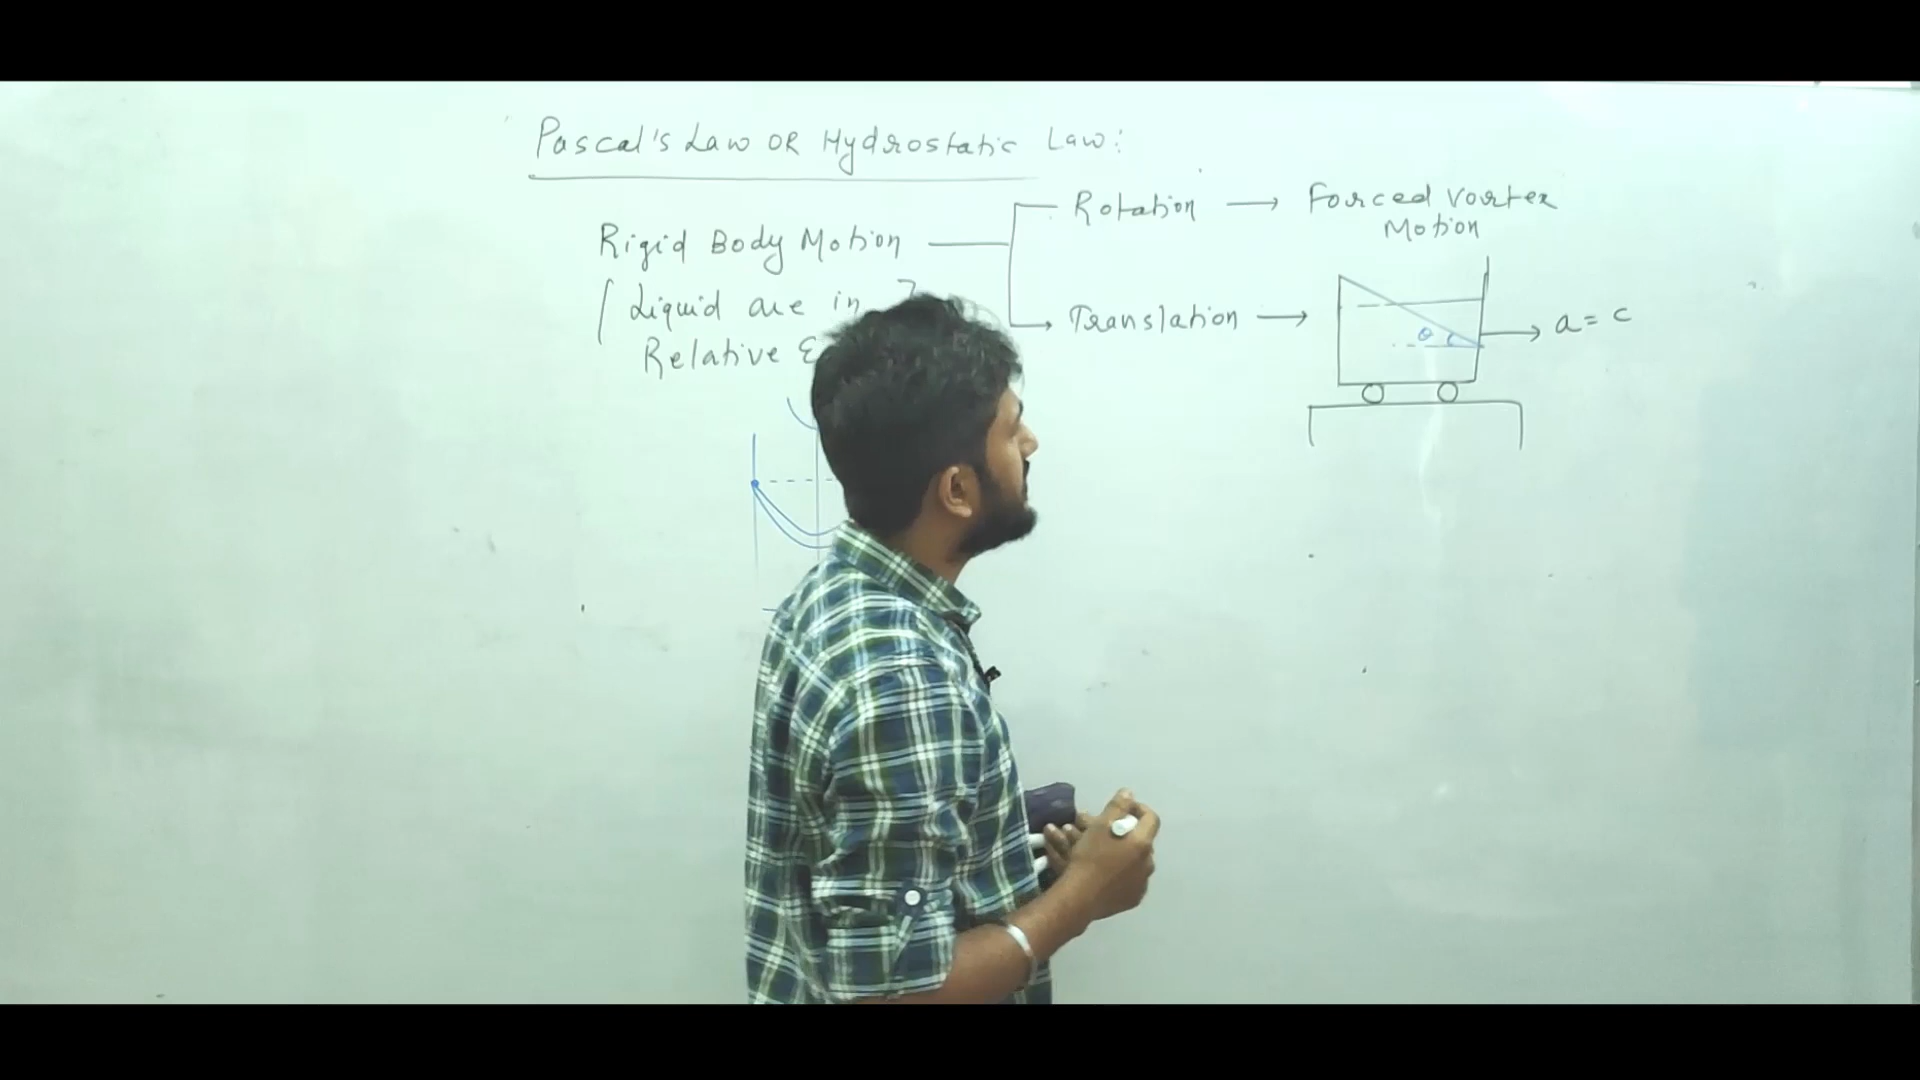 Pascal's Law OR Hydrostatic Law:
Rotation → Forced Vortex
Motion
Rigid Body Motion
Liquid are in
Relative
Translation →
θ
a = c